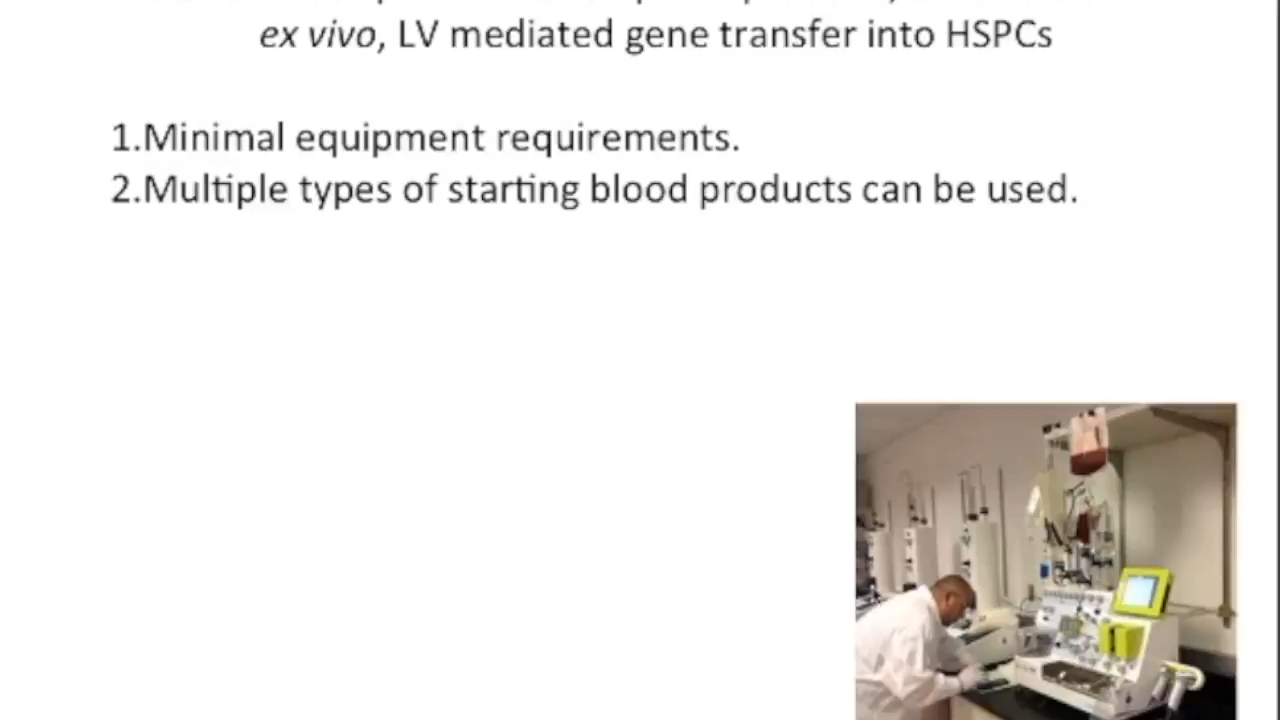 ex vivo, LV mediated gene transfer into HSPCs
1.Minimal equipment requirements.
2.Multiple types of starting blood products can be used.